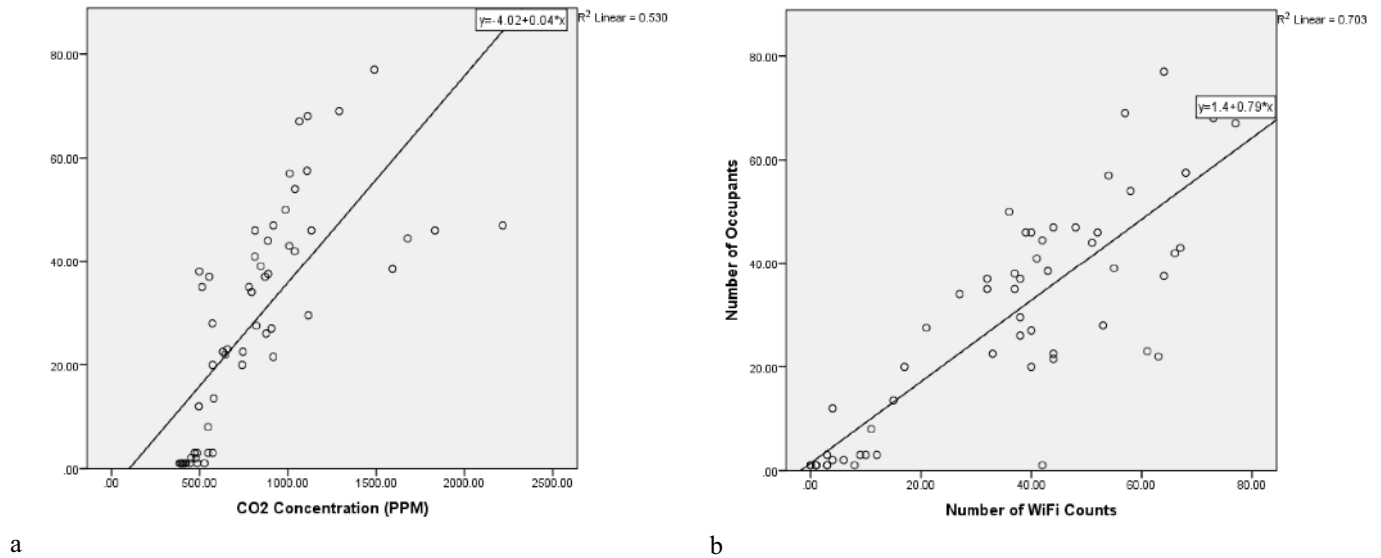 y=-4.02+0.04*x
R² Linear = 0.530
80.00
60.00
40.00
20.00
.00
.00 500.00 1000.00 1500.00 2000.00 2500.00
CO2 Concentration (PPM)
a
R² Linear = 0.703
y=1.4+0.79*x
Number of Occupants
80.00
60.00
40.00
20.00
.00
.00 20.00 40.00 60.00 80.00
Number of WiFi Counts
b